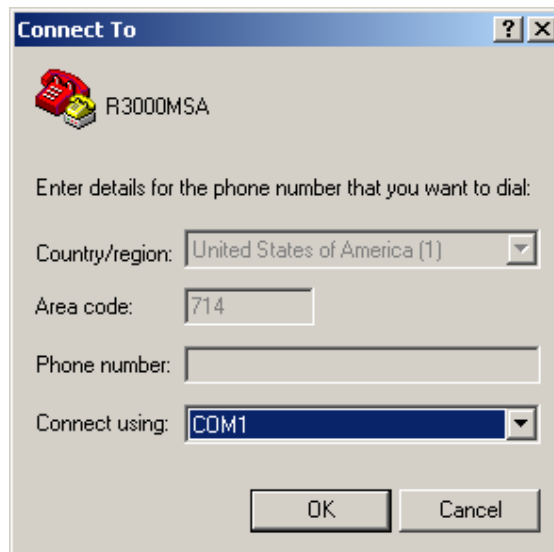 Connect To
R3000MSA
Enter details for the phone number that you want to dial:
Country/region: United States of America (1)
Area code: 714
Phone number:
Connect using: COM1
OK Cancel